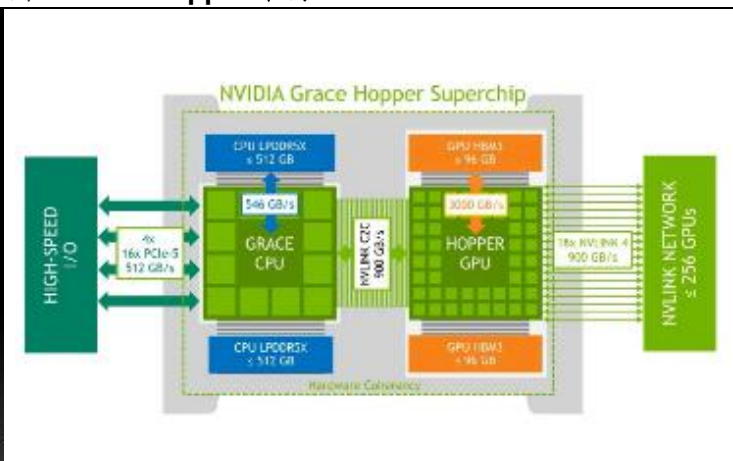 NVIDIA Grace Hopper Superchip
CPU LPDDR5X
≤ 512 GB
GPU HBM3
≤ 96 GB
HIGH-SPEED
I/O
4x
16x PCIe-5
512 GB/s
546 GB/s
GRACE
CPU
NVLINK C2C
900 GB/s
3000 GB/s
HOPPER
GPU
18x NVLINK 4
900 GB/s
NVLINK NETWORK
≤ 256 GPUs
CPU LPDDR5X
≤ 512 GB
GPU HBM3
≤ 96 GB
Hardware Coherency